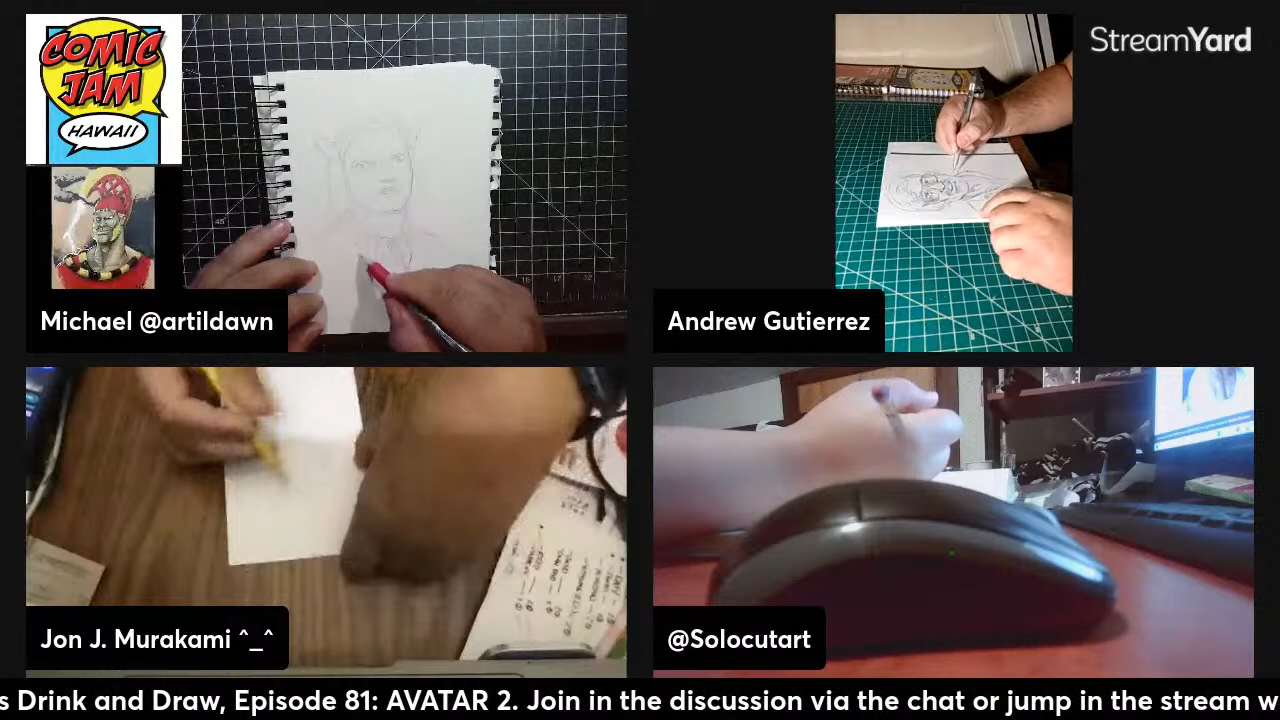 COMIC
JAM
HAWAII
StreamYard
Michael @artildawn
Andrew Gutierrez
Jon J. Murakami ^_^
@Solocutart
s Drink and Draw, Episode 81: AVATAR 2. Join in the discussion via the chat or jump in the stream w